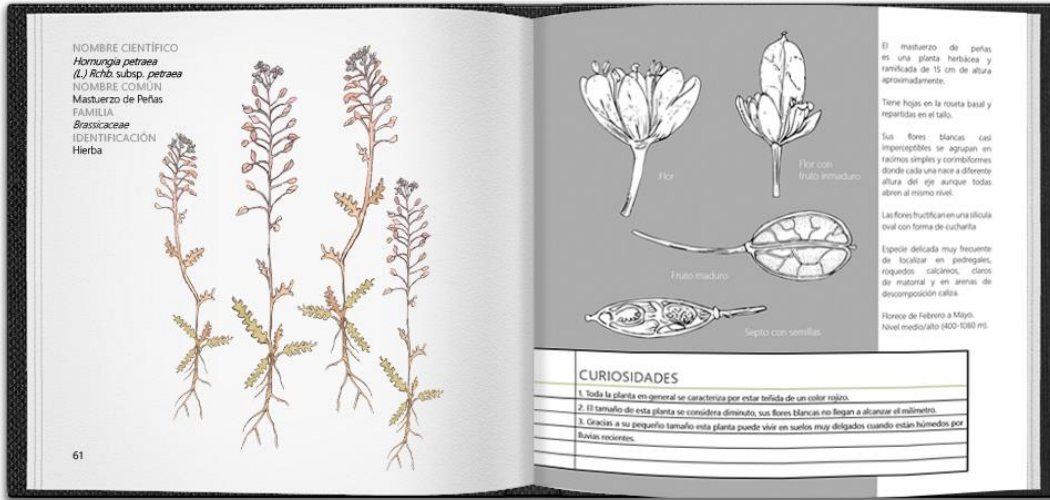 NOMBRE CIENTÍFICO
Hornungia petraea
(L.) Rchb. subsp. petraea
NOMBRE COMÚN
Mastuerzo de Peñas
FAMILIA
Brassicaceae
IDENTIFICACIÓN
Hierba
61
Flor
Flor con
fruto inmaduro
Fruto maduro
Septo con semillas
El mastuerzo de peñas
es una planta herbácea y
ramificada de 15 cm de altura
aproximadamente.
Tiene hojas en la roseta basal y
repartidas en el tallo.
Sus flores blancas casi
imperceptibles se agrupan en
racimos simples y corimbiformes
donde cada una nace a diferente
altura del eje aunque todas
abren al mismo nivel.
Las flores fructifican en una silícula
oval con forma de cucharita
Especie delicada muy frecuente
de localizar en pedregales,
roquedos calcáreos, claros
de matorral y en arenas de
descomposición caliza.
Florece de Febrero a Mayo.
Nivel medio/alto (400-1080 m).
CURIOSIDADES
1. Toda la planta en general se caracteriza por estar teñida de un color rojizo.
2. El tamaño de esta planta se considera diminuto, sus flores blancas no llegan a alcanzar el milímetro.
3. Gracias a su pequeño tamaño esta planta puede vivir en suelos muy delgados cuando están húmedos por
lluvias recientes.